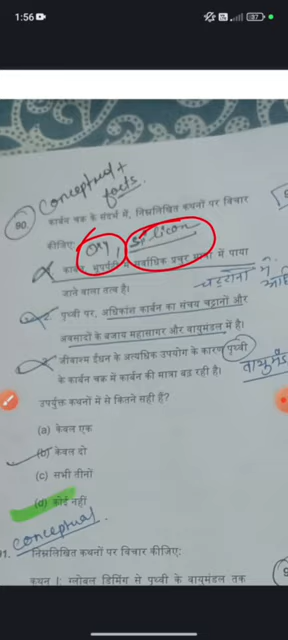 1:56
87
Conceptual +
facts
90.
कार्बन चक्र के संदर्भ में, निम्नलिखित कथनों पर विचार
कीजिए:
Oxy, silicon
कार्बन, भूपर्पटी में सर्वाधिक प्रचुर मात्रा में पाया
जाने वाला तत्व है।
चट्टानों में
2. पृथ्वी पर, अधिकांश कार्बन का संचय चट्टानों और
अवसादों के बजाय महासागर और वायुमंडल में है।
जीवाश्म ईंधन के अत्यधिक उपयोग के कारण पृथ्वी
के कार्बन चक्र में कार्बन की मात्रा बढ़ रही है।
उपर्युक्त कथनों में से कितने सही हैं?
(a) केवल एक
(b) केवल दो
(c) सभी तीनों
(d) कोई नहीं
Conceptual
91. निम्नलिखित कथनों पर विचार कीजिए:
कथन I: ग्लोबल डिमिंग से पृथ्वी के वायुमंडल तक